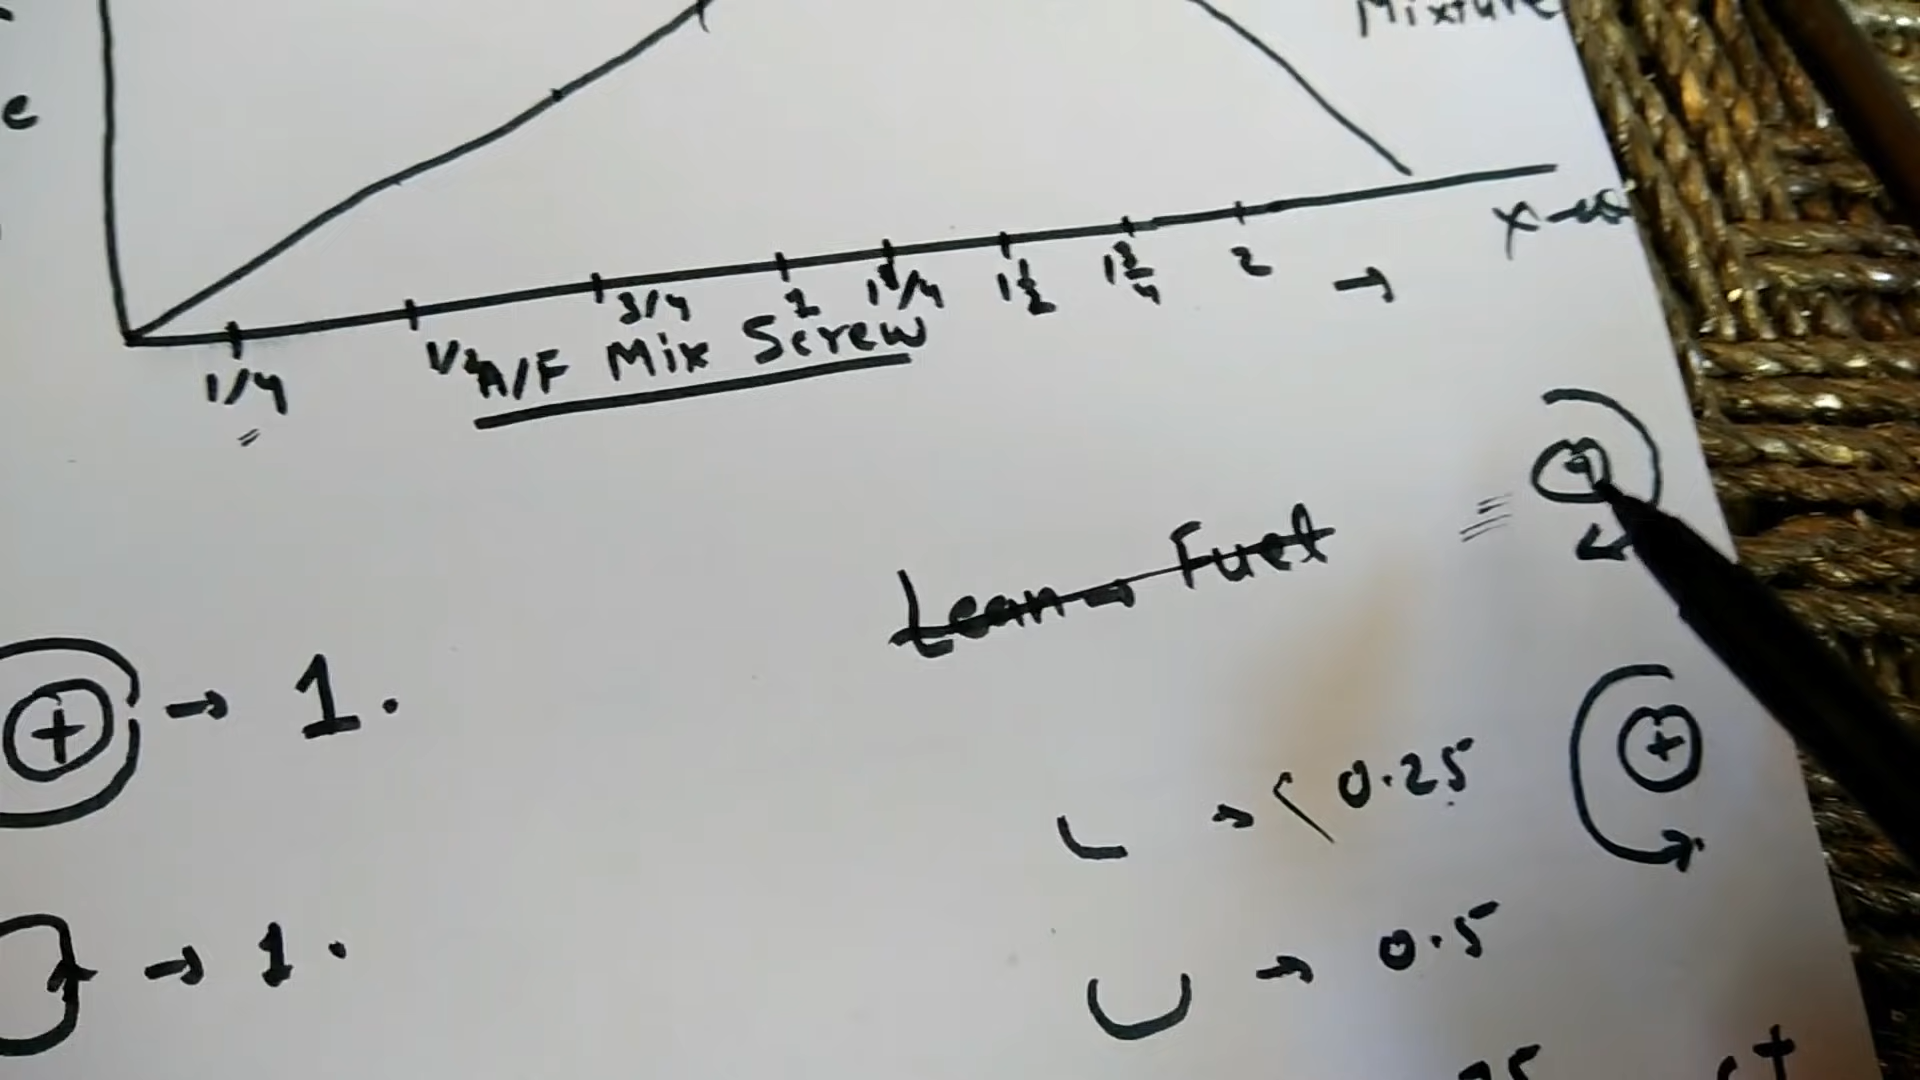 Mixture
e
1/4 1/2 3/4 1 1 1/4 1 1/2 1 3/4 2 →
A/F Mix Screw
Lean → Fuel
+ → 1.
→ 0.25
+
→ 1.
→ 0.5